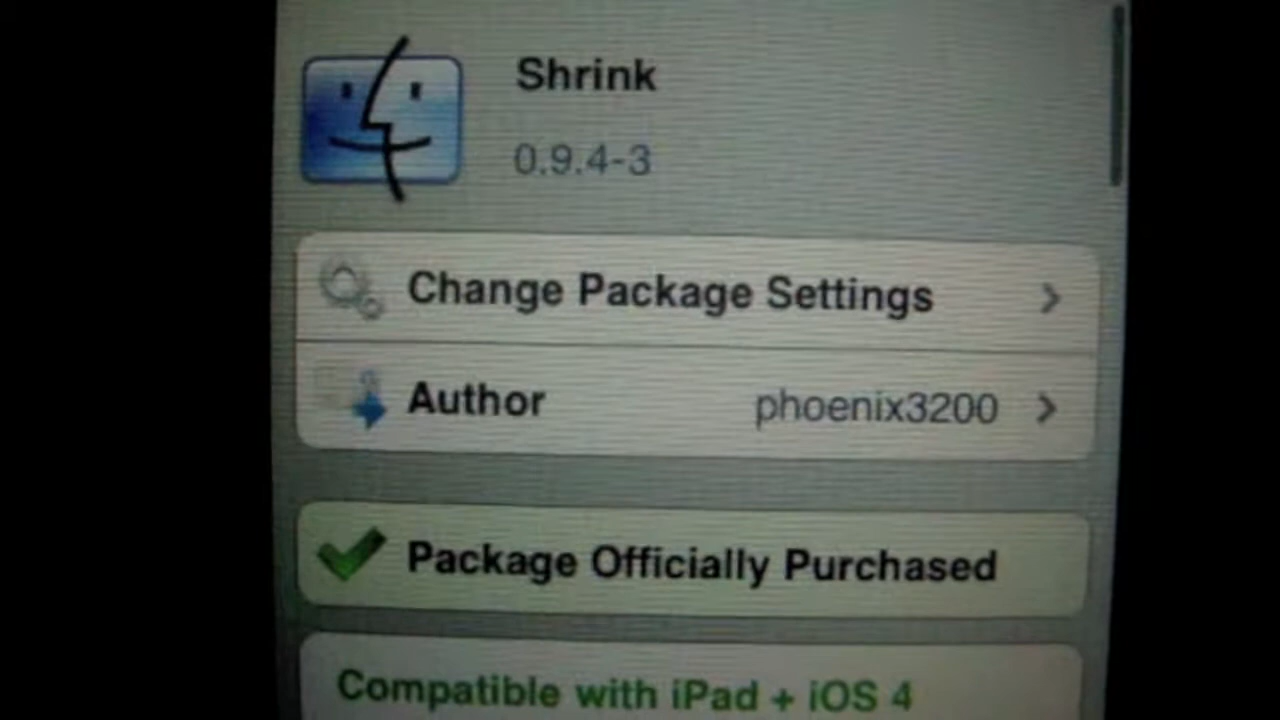 Shrink
0.9.4-3
Change Package Settings
Author phoenix3200
Package Officially Purchased
Compatible with iPad + iOS 4